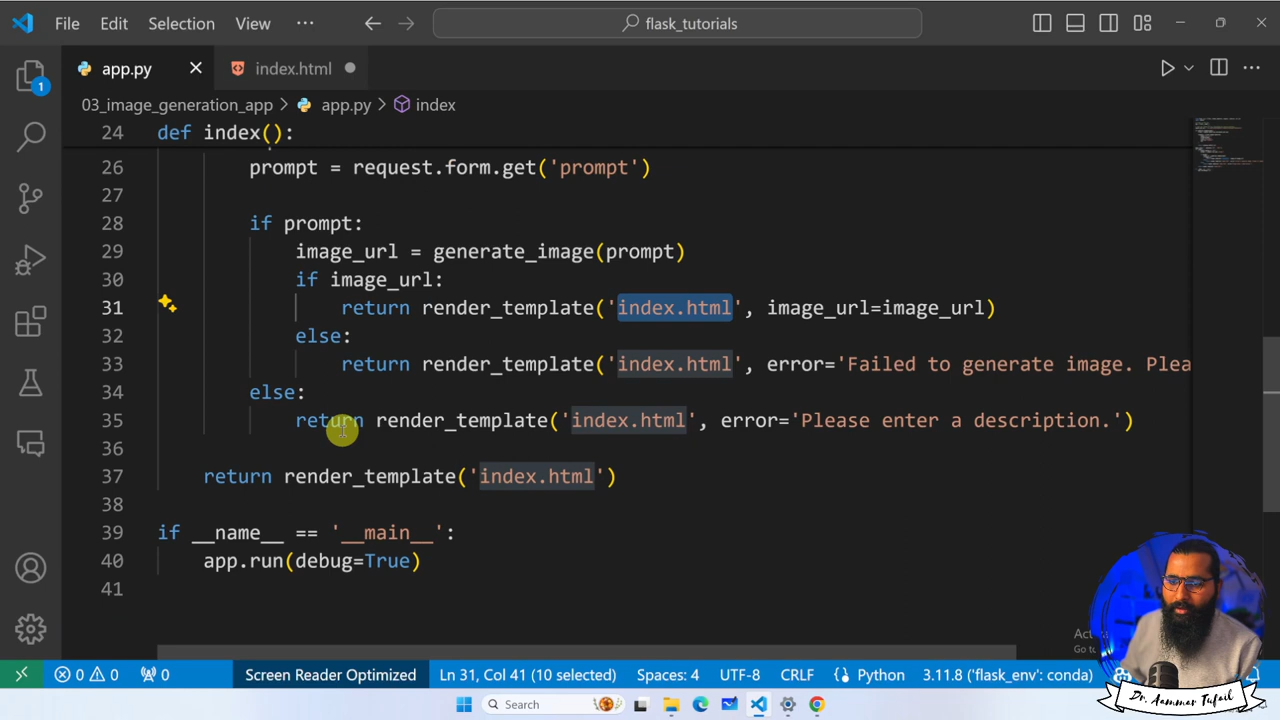 File Edit Selection View ··· flask_tutorials
app.py index.html
03_image_generation_app > app.py > index
24 def index():
26 prompt = request.form.get('prompt')
27
28 if prompt:
29 image_url = generate_image(prompt)
30 if image_url:
31 return render_template('index.html', image_url=image_url)
32 else:
33 return render_template('index.html', error='Failed to generate image. Plea
34 else:
35 return render_template('index.html', error='Please enter a description.')
36
37 return render_template('index.html')
38
39 if __name__ == '__main__':
40 app.run(debug=True)
41
1
Dr. Aammar Tufail
0 0 0 Screen Reader Optimized Ln 31, Col 41 (10 selected) Spaces: 4 UTF-8 CRLF Python 3.11.8 ('flask_env': conda)
Search